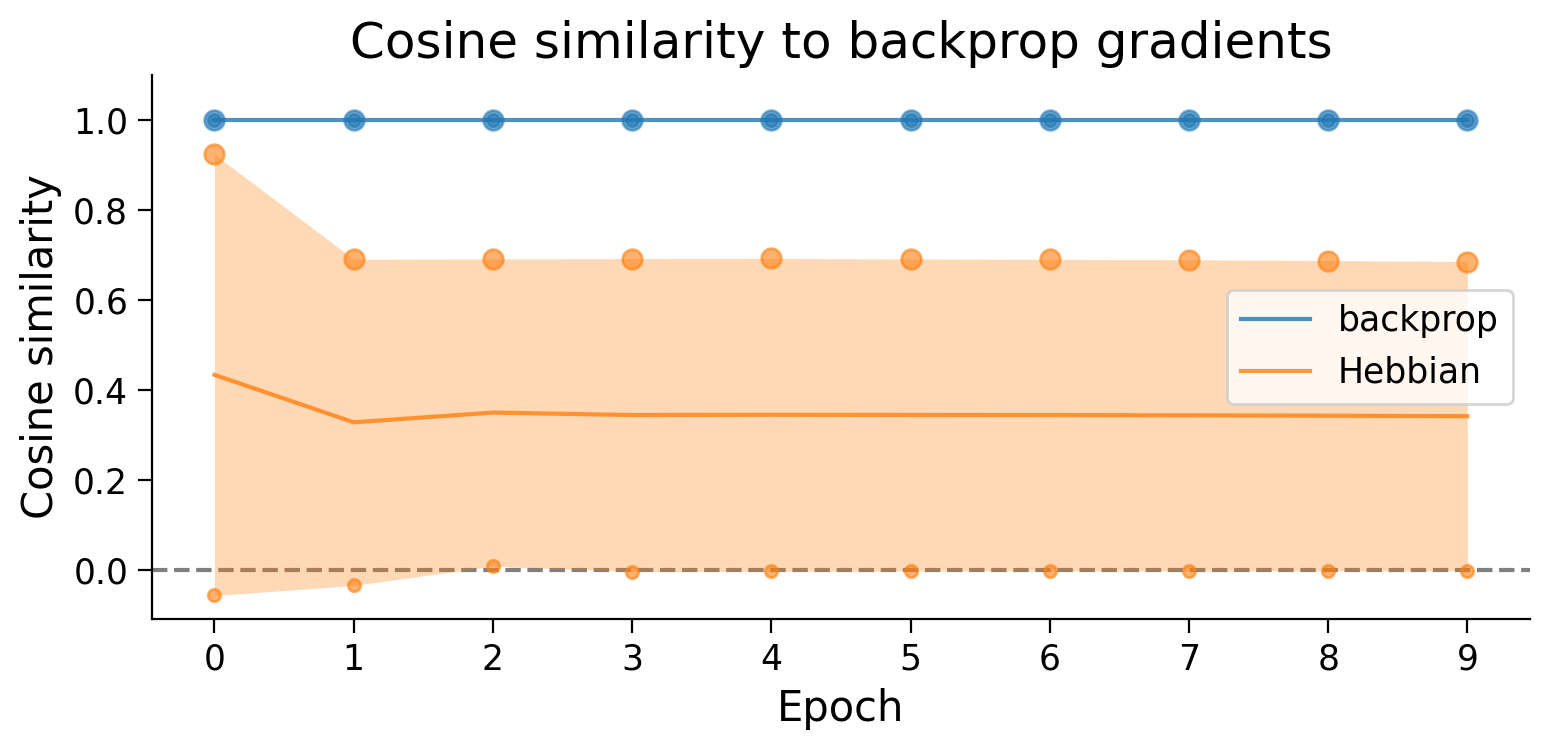 Cosine similarity to backprop gradients
Cosine similarity
1.0
0.8
0.6
0.4
0.2
0.0
backprop
Hebbian
0 1 2 3 4 5 6 7 8 9
Epoch